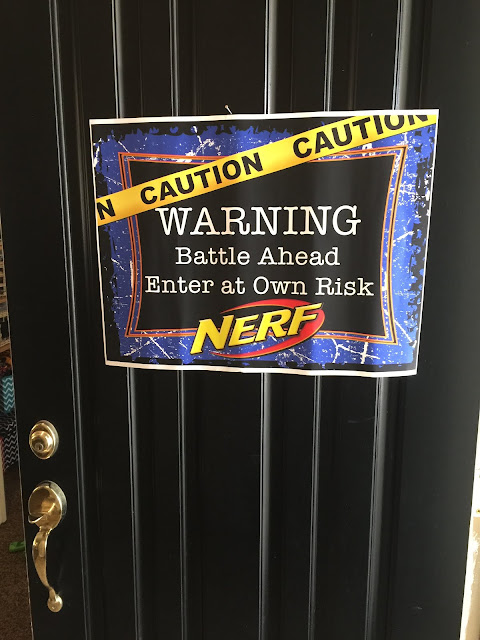 N CAUTION CAUTION
WARNING
Battle Ahead
Enter at Own Risk
NERF